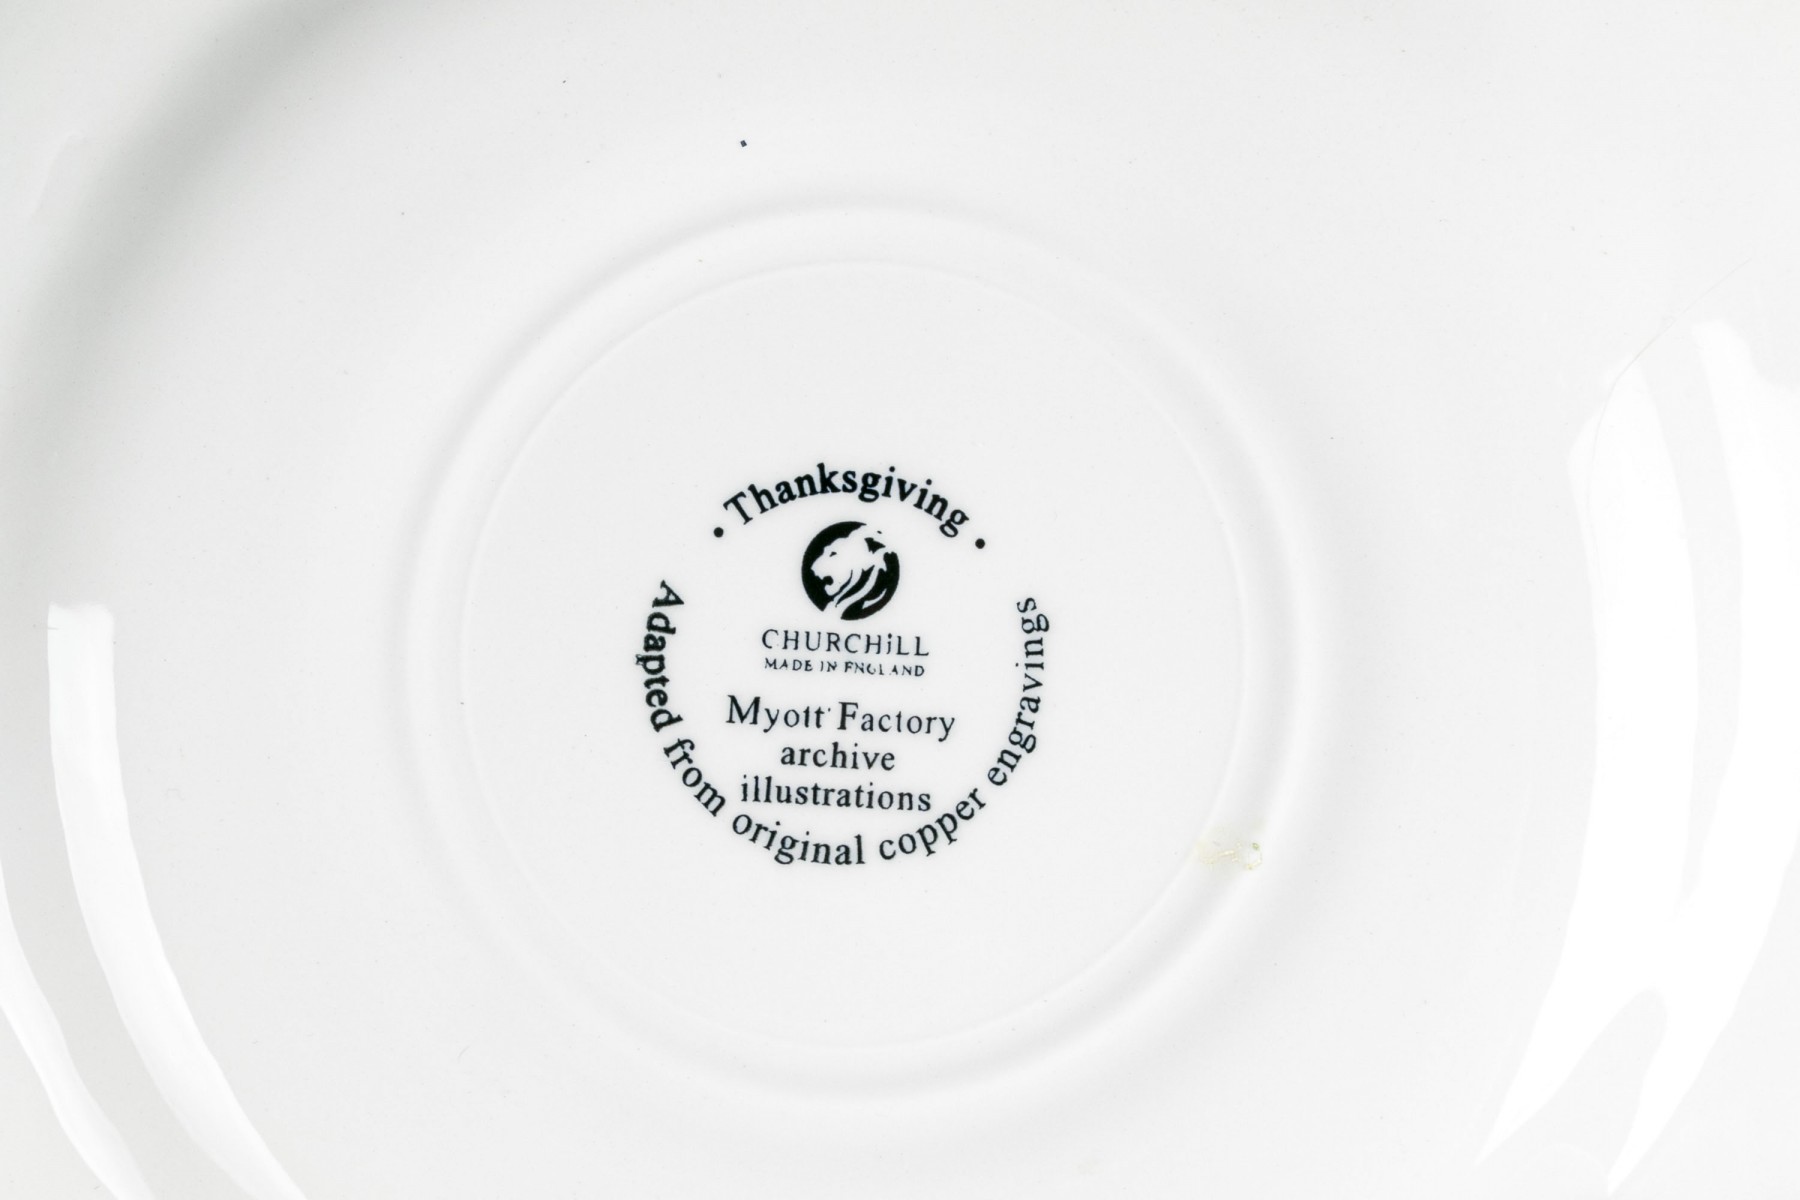 • Thanksgiving •
CHURCHiLL
MADE IN ENGLAND
Myott Factory
archive
illustrations
Adapted from original copper engravings